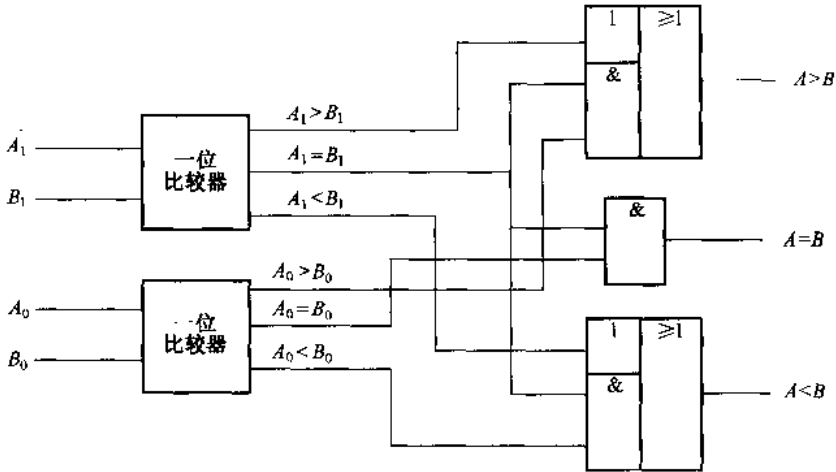 1 ≥1
&
A>B
A₁
B₁
一位
比较器
A₁>B₁
A₁=B₁
A₁<B₁
&
A=B
A₀
B₀
一位
比较器
A₀>B₀
A₀=B₀
A₀<B₀
1 ≥1
&
A<B